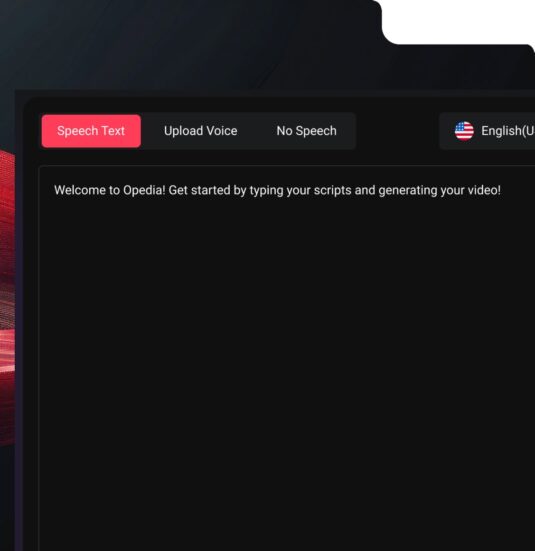 Speech Text Upload Voice No Speech English(U
Welcome to Opedia! Get started by typing your scripts and generating your video!